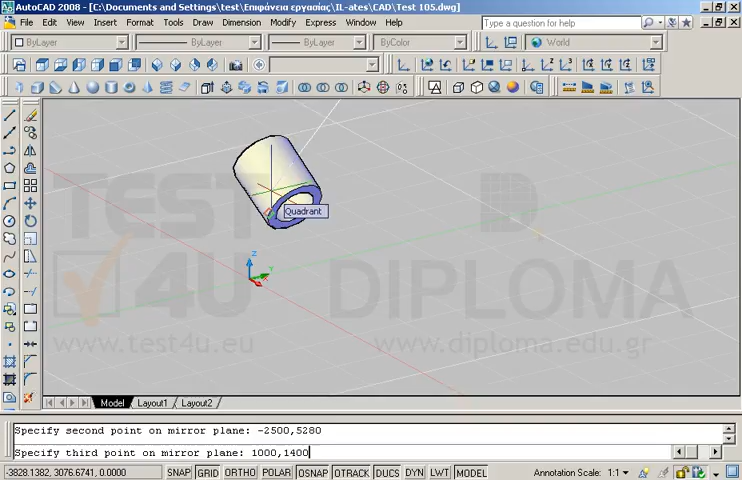 AutoCAD 2008 - [C:\Documents and Settings\test\Επιφάνεια εργασίας\IL-ates\CAD\Test 105.dwg]
File Edit View Insert Format Tools Draw Dimension Modify Express Window Help
Type a question for help
ByLayer ByLayer ByLayer ByColor World
TEST
4U DIPLOMA
Quadrant
Z
Y
X
www.test4u.eu www.diploma.edu.gr
Model Layout1 Layout2
Specify second point on mirror plane: -2500,5280
Specify third point on mirror plane: 1000,1400
-3828.1382, 3076.6741, 0.0000 SNAP GRID ORTHO POLAR OSNAP OTRACK DUCS DYN LWT MODEL Annotation Scale: 1:1